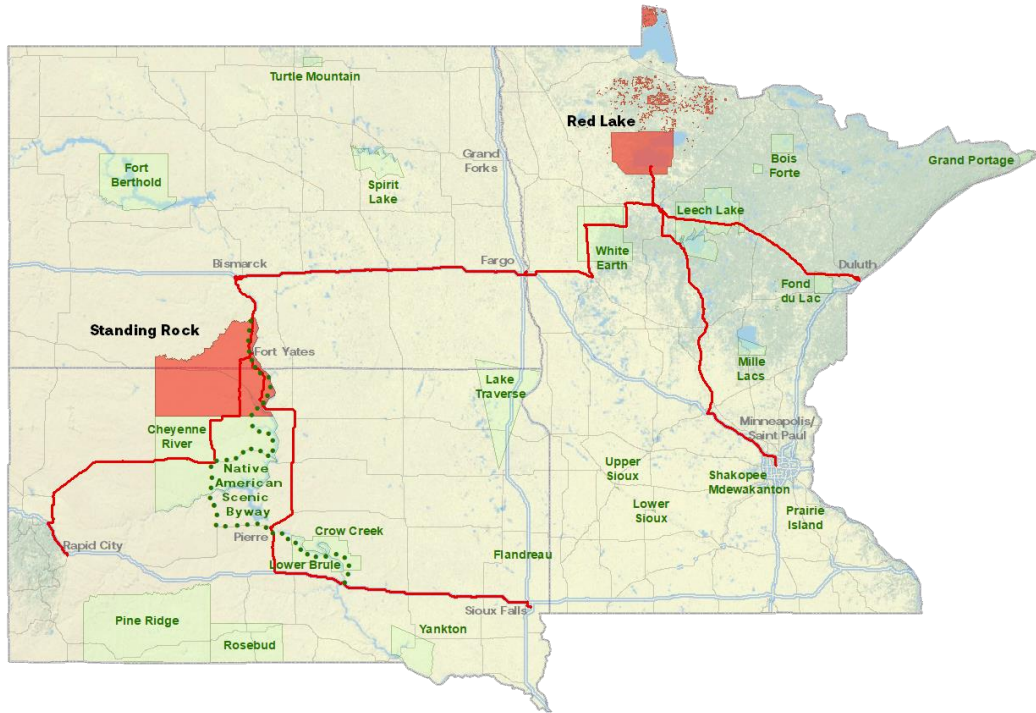 Turtle Mountain
Red Lake
Grand
Forks
Bois
Forte
Grand Portage
Fort
Berthold
Spirit
Lake
Leech Lake
White
Earth
Bismarck
Fargo
Duluth
Fond
du Lac
Standing Rock
Fort Yates
Mille
Lacs
Lake
Traverse
Cheyenne
River
Minneapolis/
Saint Paul
Native
American
Scenic
Byway
Upper
Sioux
Shakopee
Mdewakanton
Lower
Sioux
Prairie
Island
Crow Creek
Pierre
Rapid City
Lower Brule
Flandreau
Sioux Falls
Pine Ridge
Rosebud
Yankton